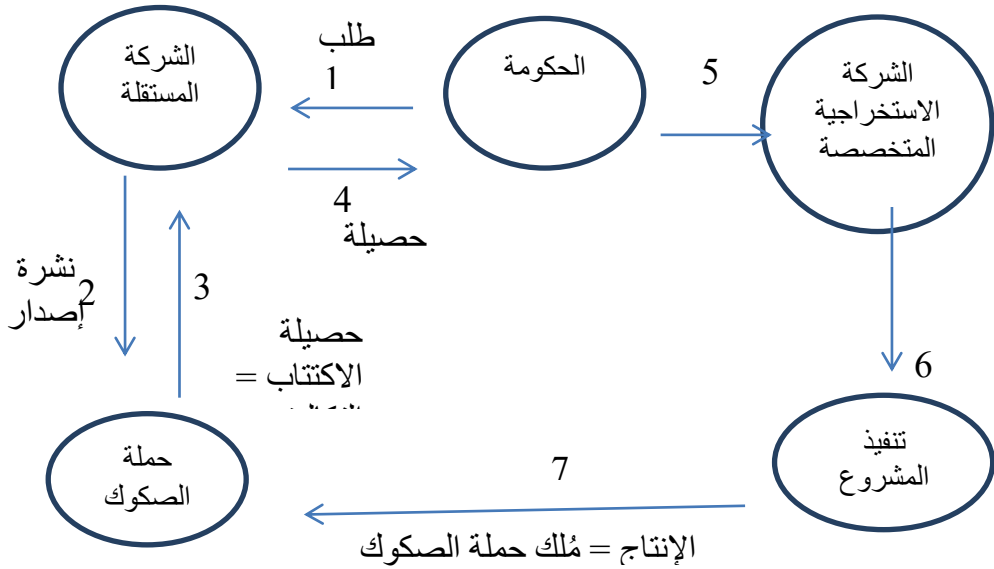 الشركة
المستقلة
طلب
1
الحكومة
5
الشركة
الاستخراجية
المتخصصة
4
حصيلة
نشرة
إصدار
2
3
حصيلة
الاكتتاب =
6
حملة
الصكوك
تنفيذ
المشروع
7
الإنتاج = مُلك حملة الصكوك